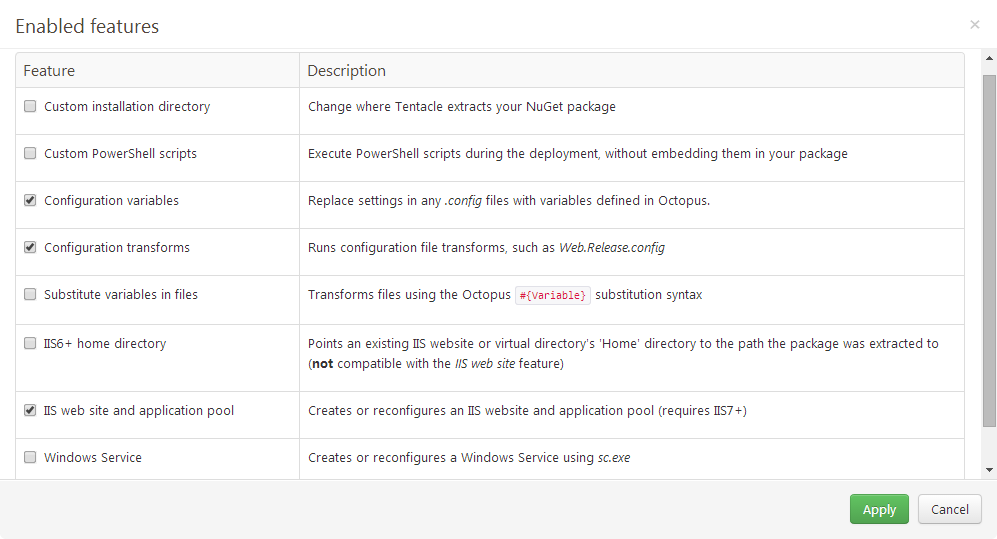 Enabled features
×
Feature
Description
Custom installation directory
Change where Tentacle extracts your NuGet package
Custom PowerShell scripts
Execute PowerShell scripts during the deployment, without embedding them in your package
Configuration variables
Replace settings in any .config files with variables defined in Octopus.
Configuration transforms
Runs configuration file transforms, such as Web.Release.config
Substitute variables in files
Transforms files using the Octopus #{Variable} substitution syntax
IIS6+ home directory
Points an existing IIS website or virtual directory's 'Home' directory to the path the package was extracted to
(not compatible with the IIS web site feature)
IIS web site and application pool
Creates or reconfigures an IIS website and application pool (requires IIS7+)
Windows Service
Creates or reconfigures a Windows Service using sc.exe
Apply
Cancel